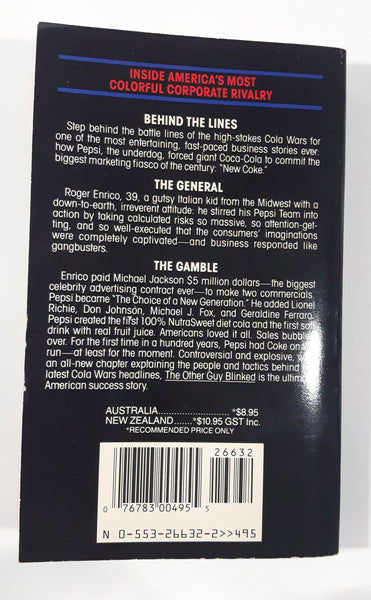 INSIDE AMERICA'S MOST
COLORFUL CORPORATE RIVALRY
BEHIND THE LINES
Step behind the battle lines of the high-stakes Cola Wars for
one of the most entertaining, fast-paced business stories ever:
how Pepsi, the underdog, forced giant Coca-Cola to commit the
biggest marketing fiasco of the century: "New Coke."
THE GENERAL
Roger Enrico, 39, a gutsy Italian kid from the Midwest with a
down-to-earth, irreverent attitude: he stirred his Pepsi Team into
action by taking calculated risks so massive, so attention-get-
ting, and so well-executed that the consumers' imaginations
were completely captivated—and business responded like
gangbusters.
THE GAMBLE
Enrico paid Michael Jackson $5 million dollars—the biggest
celebrity advertising contract ever—to make two commercials.
Pepsi became "The Choice of a New Generation." He added Lionel
Richie, Don Johnson, Michael J. Fox, and Geraldine Ferraro.
Pepsi created the first 100% NutraSweet diet cola and the first soft
drink with real fruit juice. Americans loved it all. Sales bubbled
over. For the first time in a hundred years, Pepsi had Coke on the
run—at least for the moment. Controversial and explosive, with
an all-new chapter explaining the people and tactics behind the
latest Cola Wars headlines, The Other Guy Blinked is the ultimate
American success story.
AUSTRALIA........................*$8.95
NEW ZEALAND......*$10.95 GST Inc.
*RECOMMENDED PRICE ONLY
26632
0 76783 00495 5
N 0-553-26632-2>>495